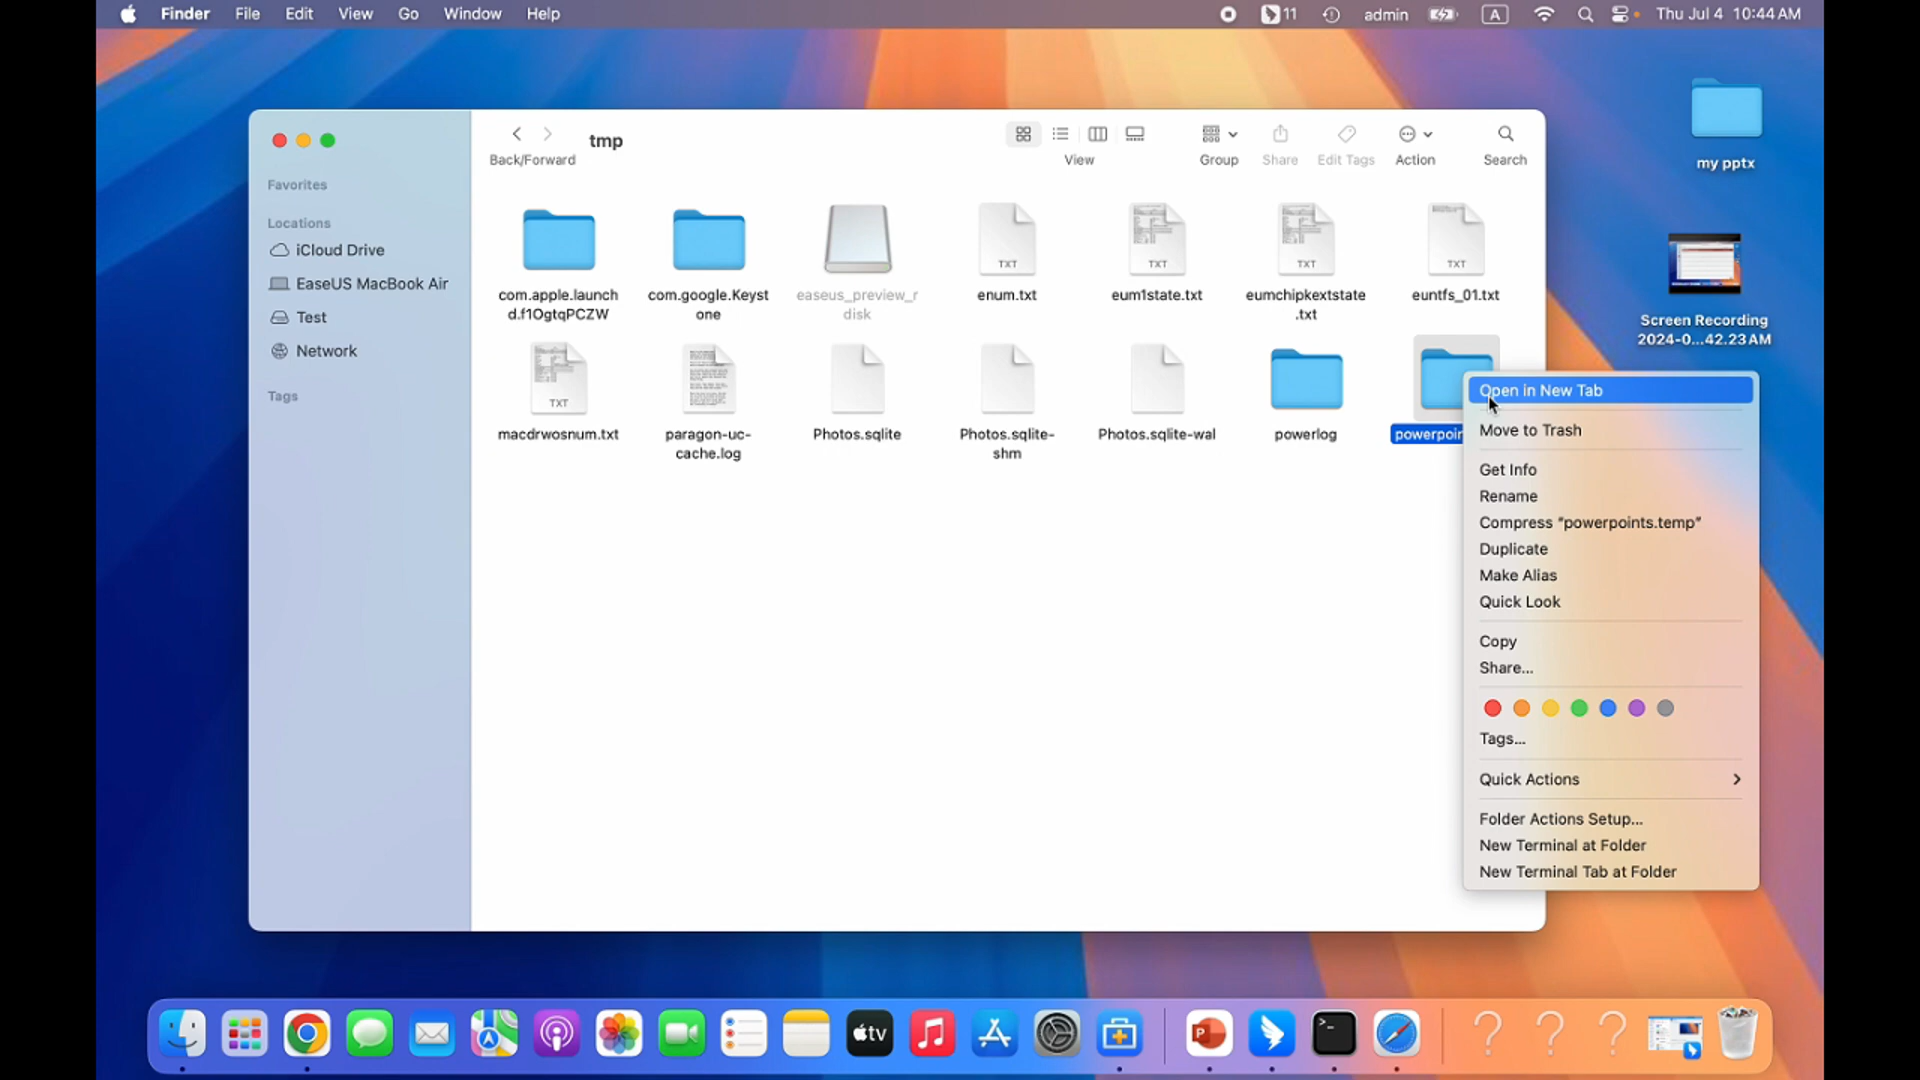 Finder File Edit View Go Window Help
11 admin A Thu Jul 4 10:44 AM
tmp
Back/Forward View Group Share Edit Tags Action Search
Favorites
Locations
iCloud Drive
EaseUS MacBook Air
Test
Network
Tags
com.apple.launch
d.f1OgtqPCZW
com.google.Keyst
one
easeus_preview_r
disk
TXT
enum.txt
TXT
eum1state.txt
TXT
eumchipkextstate
.txt
TXT
euntfs_01.txt
TXT
macdrwosnum.txt
paragon-uc-
cache.log
Photos.sqlite
Photos.sqlite-
shm
Photos.sqlite-wal
powerlog
my pptx
Screen Recording
2024-0...42.23 AM
Open in New Tab
Move to Trash
Get Info
Rename
Compress “powerpoints.temp”
Duplicate
Make Alias
Quick Look
Copy
Share...
Tags...
Quick Actions
Folder Actions Setup...
New Terminal at Folder
New Terminal Tab at Folder
tv
P